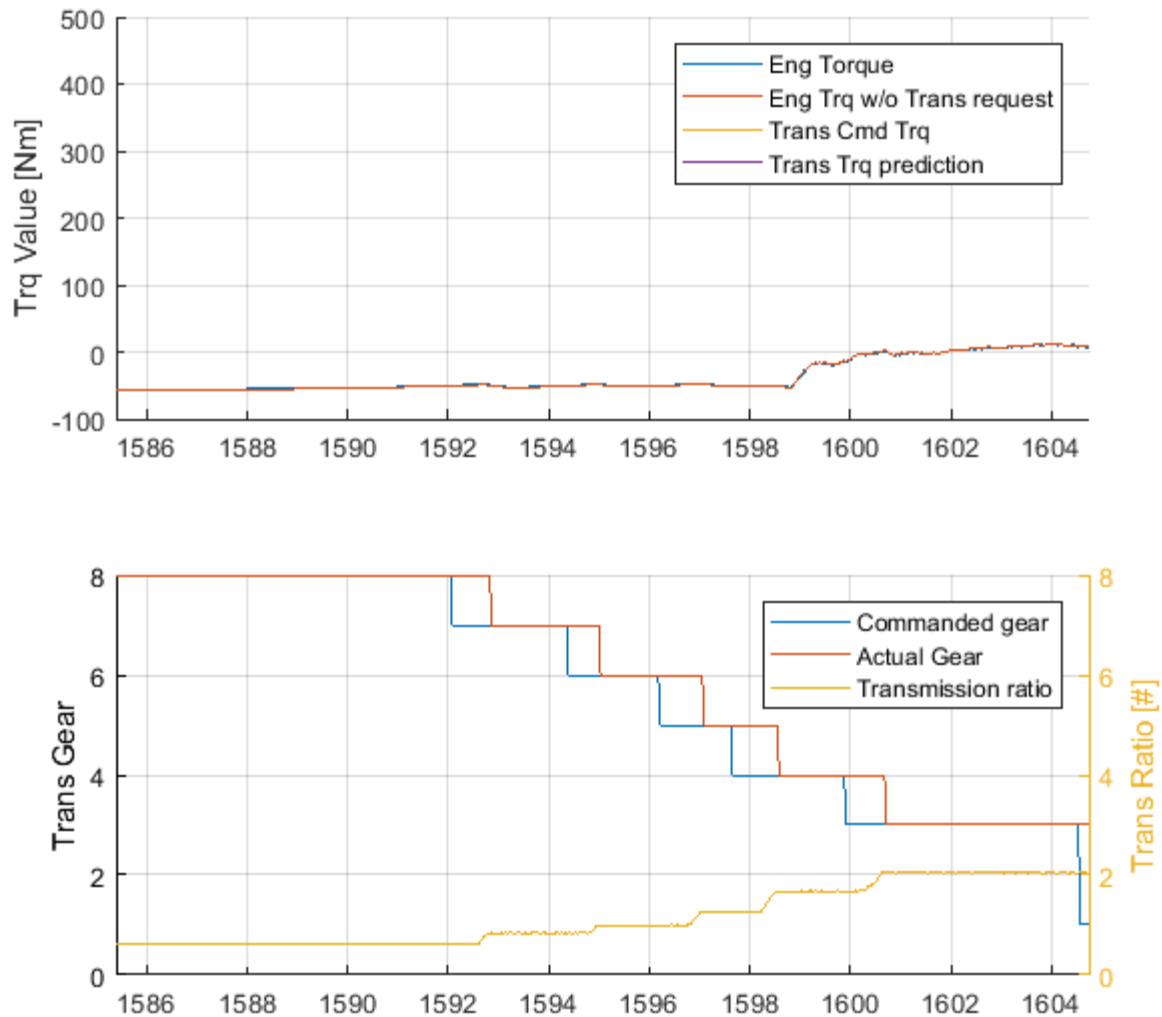 500
400
300
200
100
0
-100
Trq Value [Nm]
Eng Torque
Eng Trq w/o Trans request
Trans Cmd Trq
Trans Trq prediction
1586 1588 1590 1592 1594 1596 1598 1600 1602 1604
8
6
4
2
0
Trans Gear
Commanded gear
Actual Gear
Transmission ratio
8
6
4
2
0
Trans Ratio [#]
1586 1588 1590 1592 1594 1596 1598 1600 1602 1604